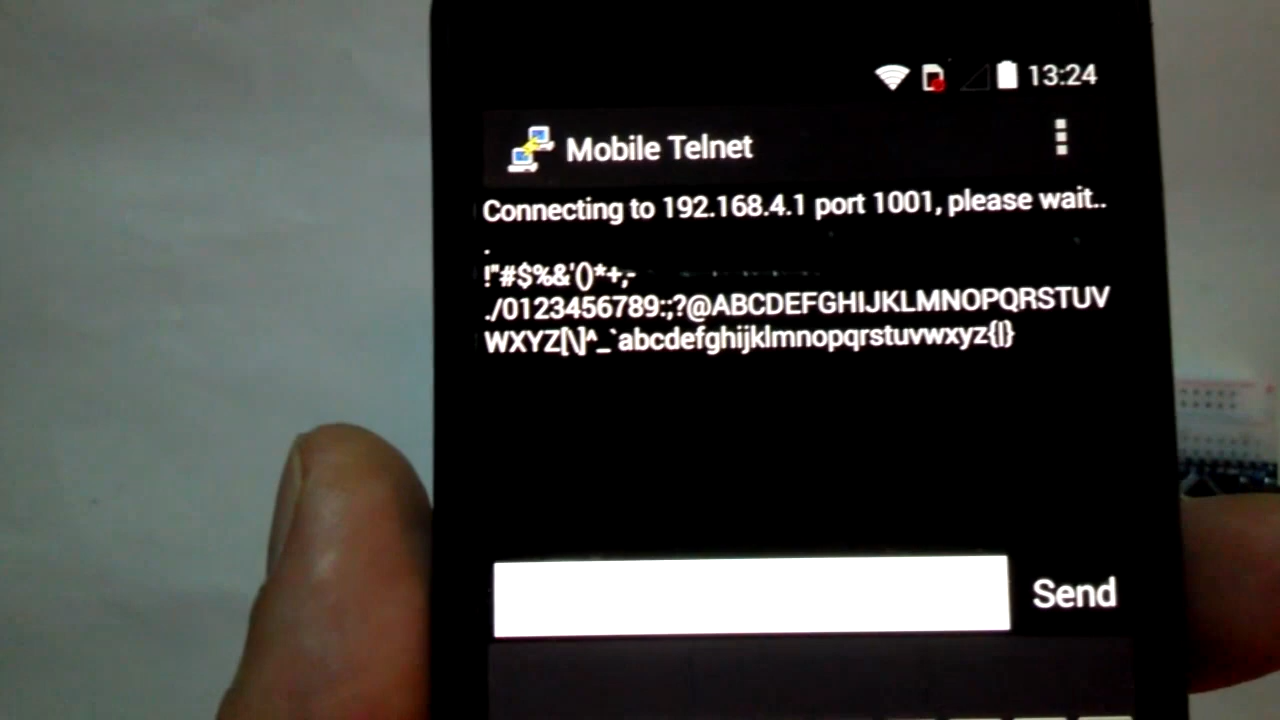 13:24
Mobile Telnet
Connecting to 192.168.4.1 port 1001, please wait..
.
!"#$%&'()*+,-
./0123456789:;?@ABCDEFGHIJKLMNOPQRSTUV
WXYZ[\]^_`abcdefghijklmnopqrstuvwxyz{|}
Send